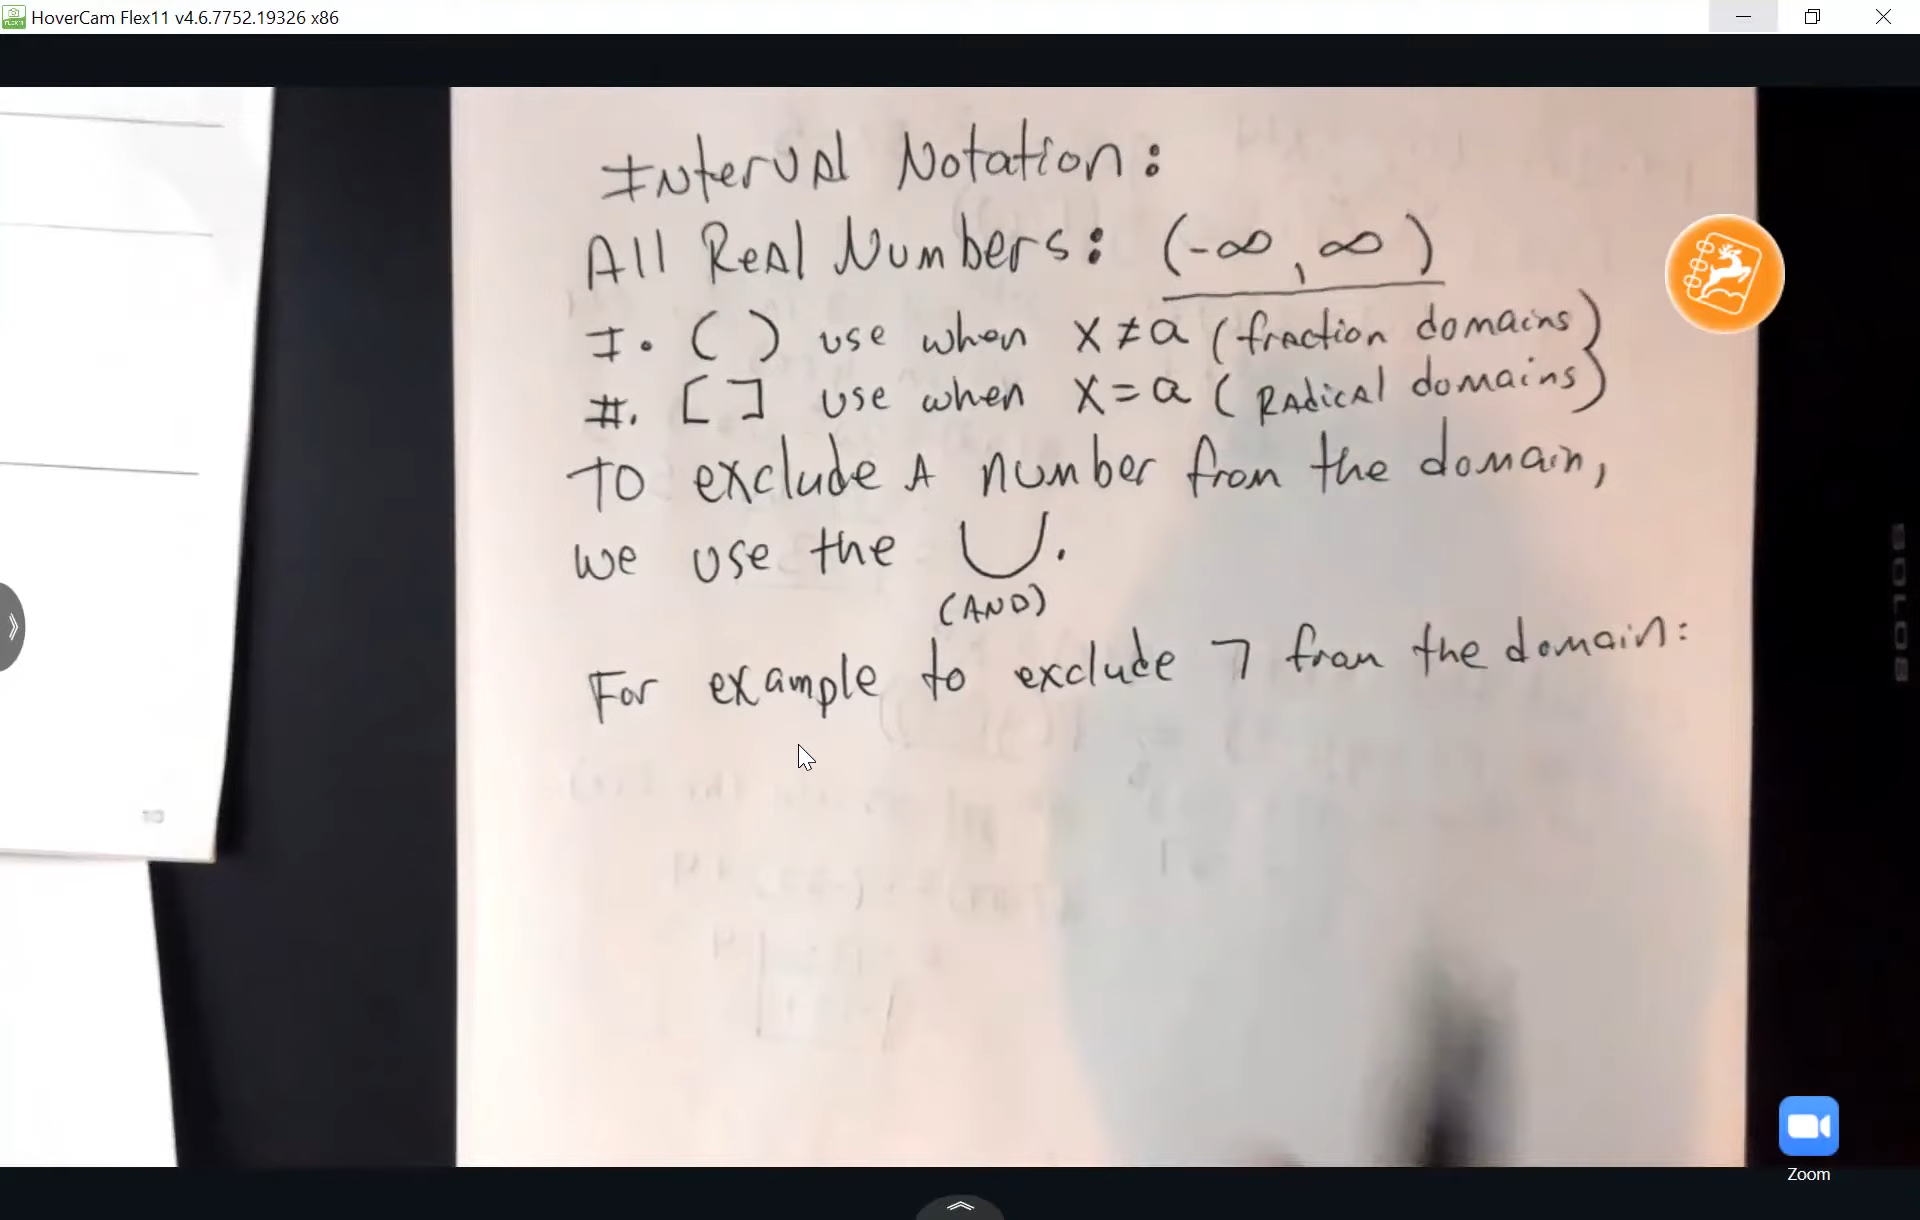 HoverCam Flex11 v4.6.7752.19326 x86
Interval Notation:
All Real Numbers: (-∞, ∞)
I. ( ) use when x≠a (fraction domains)
II. [ ] use when x=a (Radical domains)
To exclude A number from the domain,
we use the ∪.
(AND)
For example to exclude 7 from the domain:
10
SOLOB
Zoom